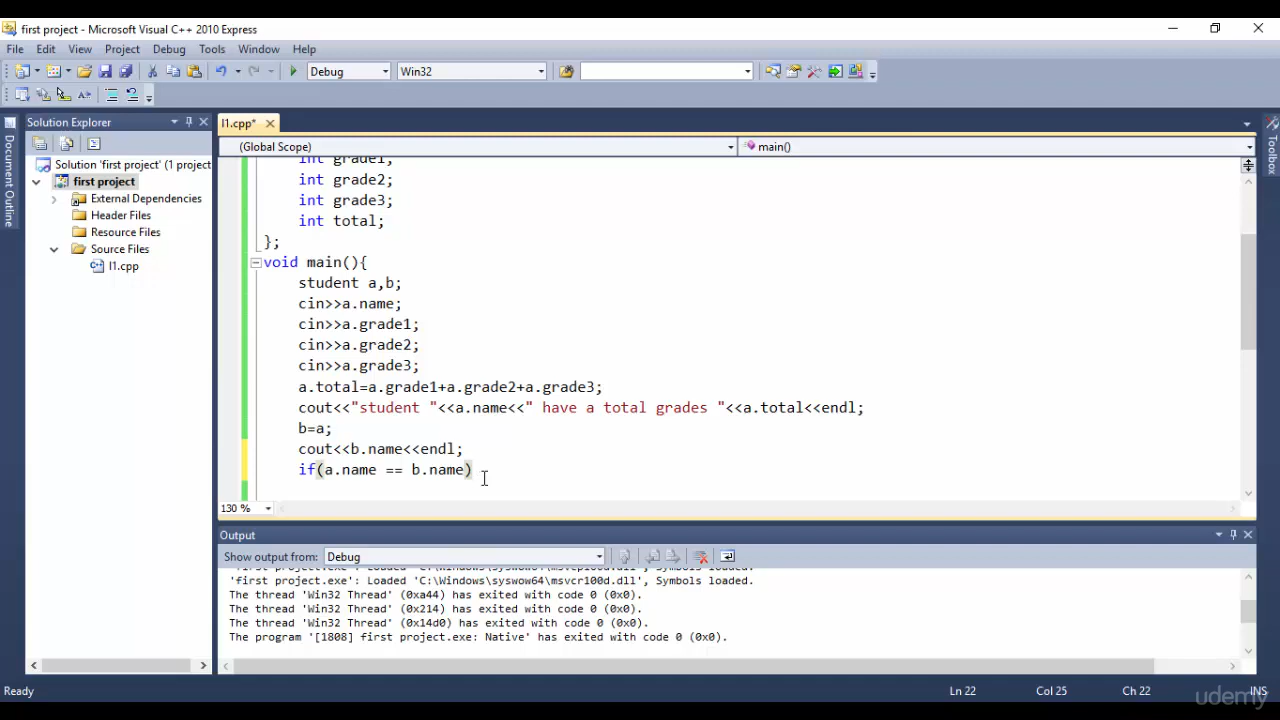 first project - Microsoft Visual C++ 2010 Express
File Edit View Project Debug Tools Window Help
Debug Win32
Solution Explorer
l1.cpp*
(Global Scope) main()
Document Outline
Toolbox
Solution 'first project' (1 project
first project
External Dependencies
Header Files
Resource Files
Source Files
l1.cpp
int grade1;
int grade2;
int grade3;
int total;
};
void main(){
student a,b;
cin>>a.name;
cin>>a.grade1;
cin>>a.grade2;
cin>>a.grade3;
a.total=a.grade1+a.grade2+a.grade3;
cout<<"student "<<a.name<<" have a total grades "<<a.total<<endl;
b=a;
cout<<b.name<<endl;
if(a.name == b.name)
130 %
Output
Show output from: Debug
'first project.exe': Loaded 'C:\Windows\syswow64\msvcr100d.dll', Symbols loaded.
The thread 'Win32 Thread' (0xa44) has exited with code 0 (0x0).
The thread 'Win32 Thread' (0x214) has exited with code 0 (0x0).
The thread 'Win32 Thread' (0x14d0) has exited with code 0 (0x0).
The program '[1808] first project.exe: Native' has exited with code 0 (0x0).
Ready Ln 22 Col 25 Ch 22 INS
udemy